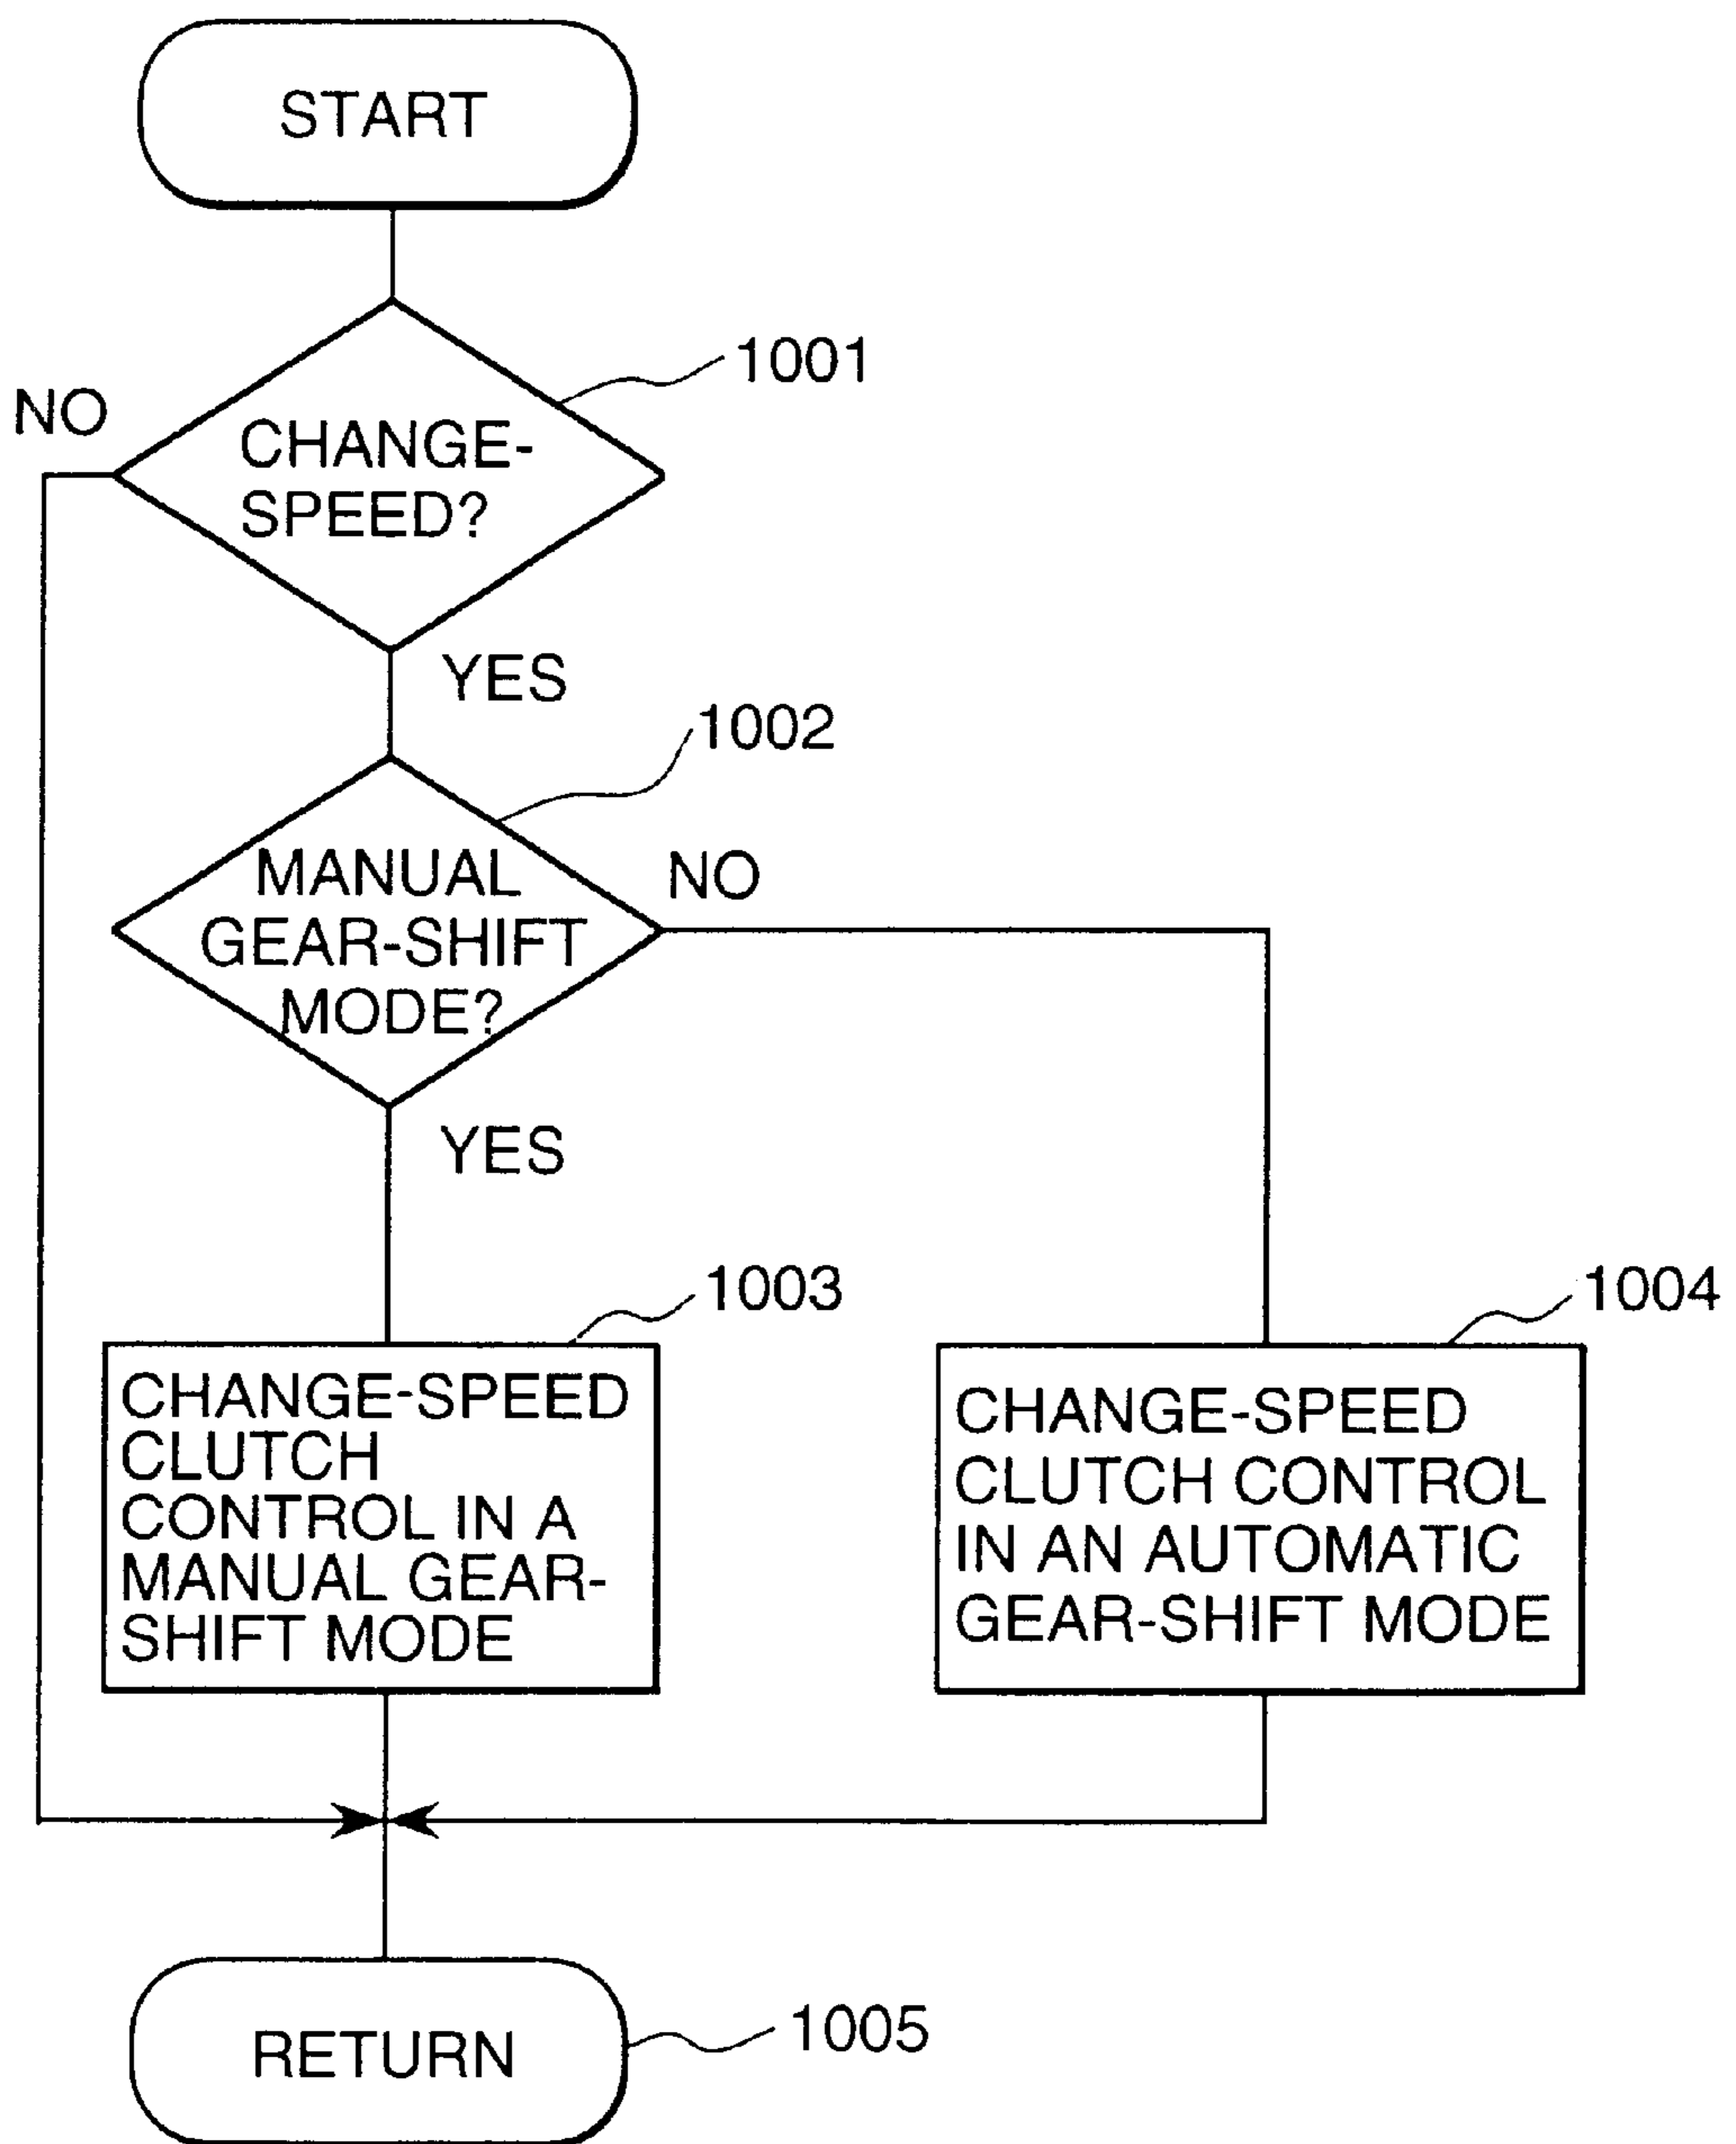 START
1001
NO
CHANGE-
SPEED?
YES
1002
MANUAL
GEAR-SHIFT
MODE?
NO
YES
1003
CHANGE-SPEED
CLUTCH
CONTROL IN A
MANUAL GEAR-
SHIFT MODE
1004
CHANGE-SPEED
CLUTCH CONTROL
IN AN AUTOMATIC
GEAR-SHIFT MODE
RETURN
1005